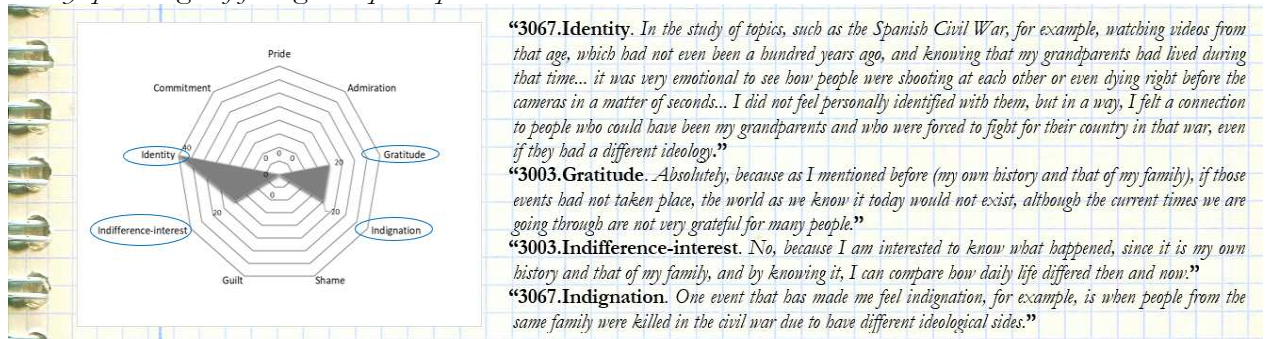 Pride
Commitment
Admiration
40
Identity
0
0
0
20
Gratitude
0
0
20
20
Indifference-interest
Indignation
Guilt
Shame
“3067.Identity. In the study of topics, such as the Spanish Civil War, for example, watching videos from
that age, which had not even been a hundred years ago, and knowing that my grandparents had lived during
that time... it was very emotional to see how people were shooting at each other or even dying right before the
cameras in a matter of seconds... I did not feel personally identified with them, but in a way, I felt a connection
to people who could have been my grandparents and who were forced to fight for their country in that war, even
if they had a different ideology.”
“3003.Gratitude. Absolutely, because as I mentioned before (my own history and that of my family), if those
events had not taken place, the world as we know it today would not exist, although the current times we are
going through are not very grateful for many people.”
“3003.Indifference-interest. No, because I am interested to know what happened, since it is my own
history and that of my family, and by knowing it, I can compare how daily life differed then and now.”
“3067.Indignation. One event that has made me feel indignation, for example, is when people from the
same family were killed in the civil war due to have different ideological sides.”